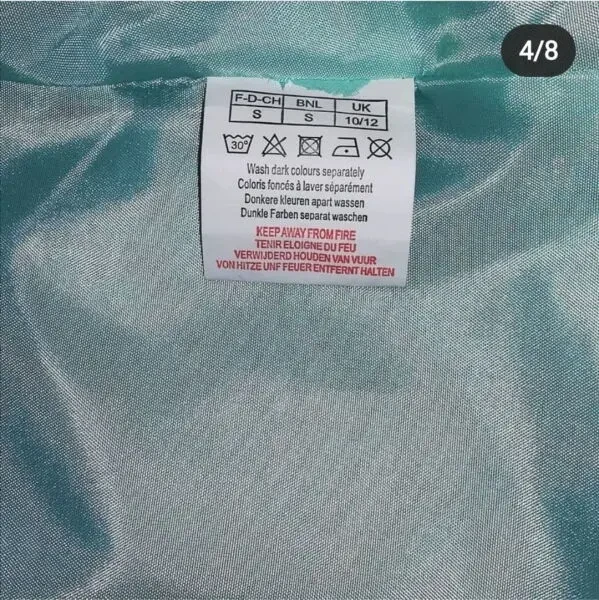 4/8
F-D-CH BNL UK
S S 10/12
30°
Wash dark colours separately
Coloris foncés à laver séparément
Donkere kleuren apart wassen
Dunkle Farben separat waschen
KEEP AWAY FROM FIRE
TENIR ELOIGNE DU FEU
VERWIJDERD HOUDEN VAN VUUR
VON HITZE UNF FEUER ENTFERNT HALTEN